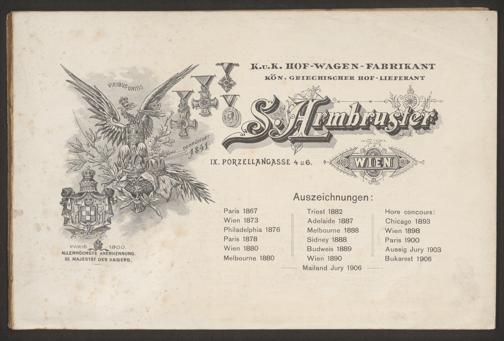 K.u.K. HOF-WAGEN-FABRIKANT
KÖN. GRIECHISCHER HOF-LIEFERANT
S. Armbruster
IX. PORZELLANGASSE 4 u 6.
WIEN
VIRIBUS UNITIS
1841
PARIS 1900.
ALLERHÖCHSTE ANERKENNUNG.
SR. MAJESTÄT DES KAISERS.
Auszeichnungen:
Paris 1867
Wien 1873
Philadelphia 1876
Paris 1878
Wien 1880
Melbourne 1880
Triest 1882
Adelaide 1887
Melbourne 1888
Sidney 1888
Budweis 1889
Wien 1890
Hors concours:
Chicago 1893
Wien 1898
Paris 1900
Aussig Jury 1903
Bukarest 1906
Mailand Jury 1906